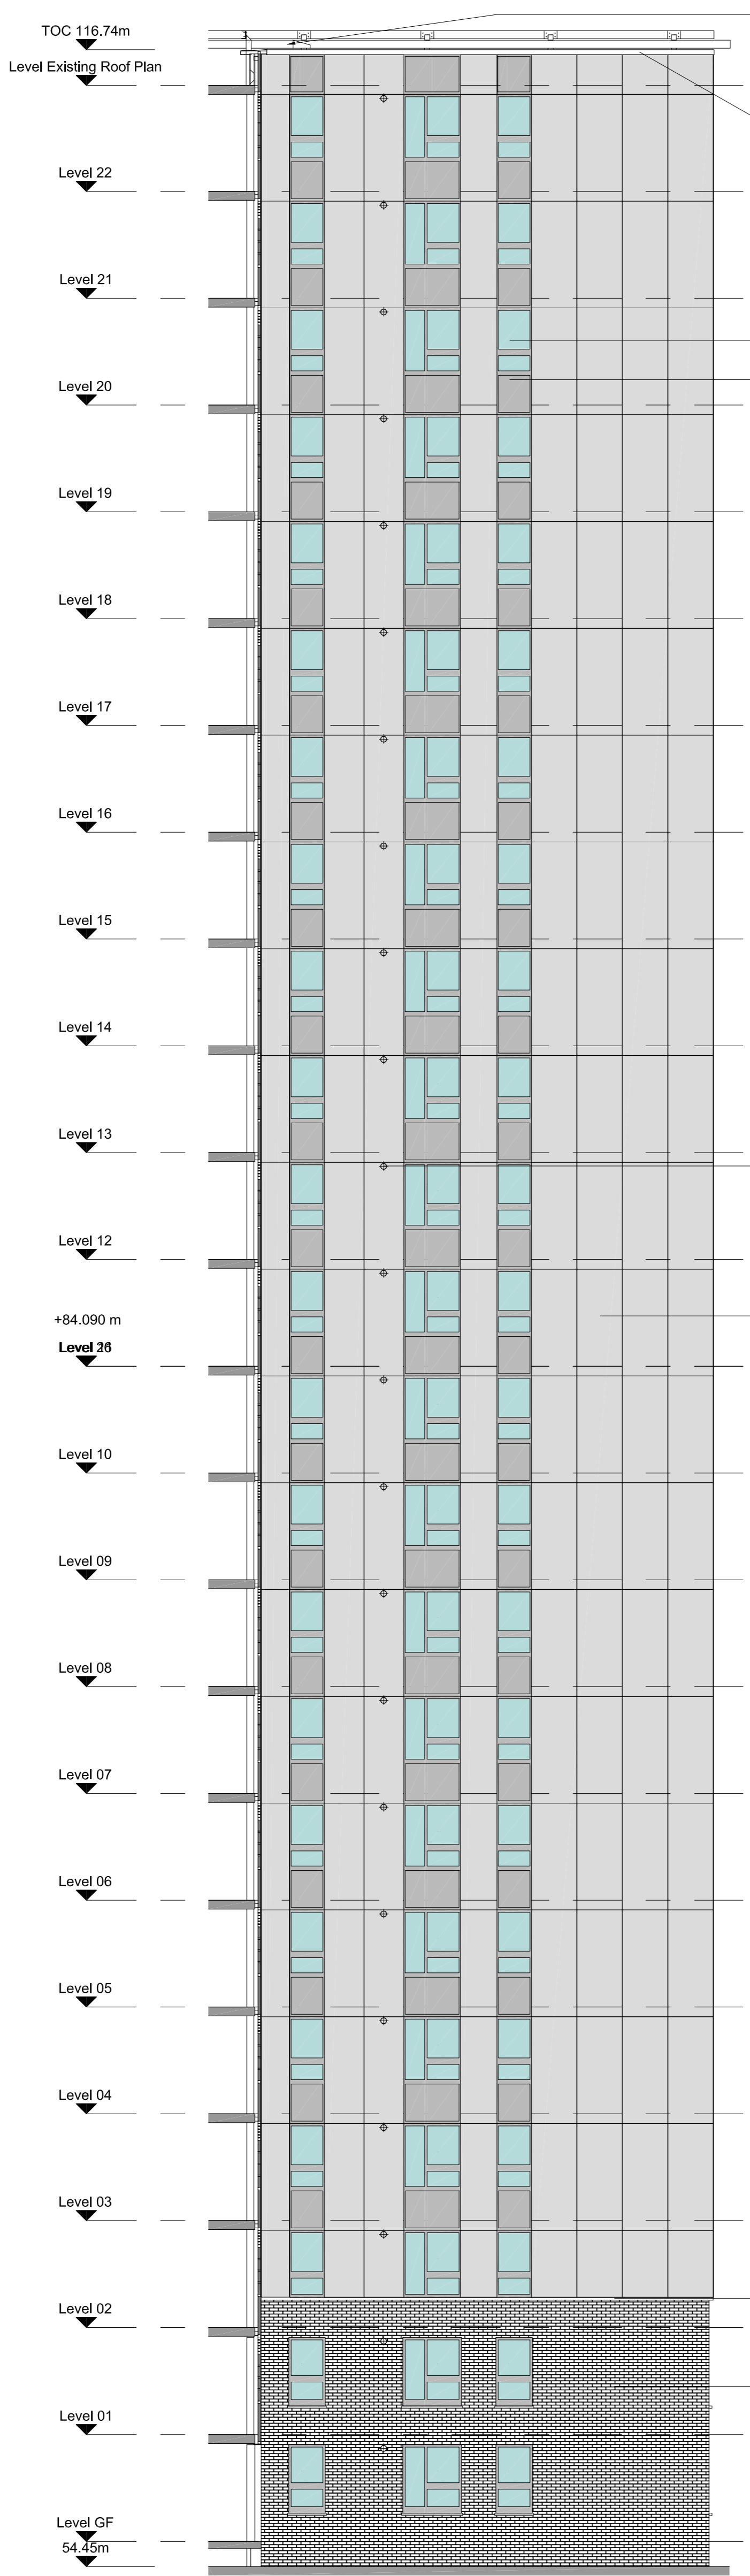 TOC 116.74m
Level Existing Roof Plan
Level 22
Level 21
Level 20
Level 19
Level 18
Level 17
Level 16
Level 15
Level 14
Level 13
Level 12
+84.090 m
Level
Level 10
Level 09
Level 08
Level 07
Level 06
Level 05
Level 04
Level 03
Level 02
Level 01
Level GF
54.45m